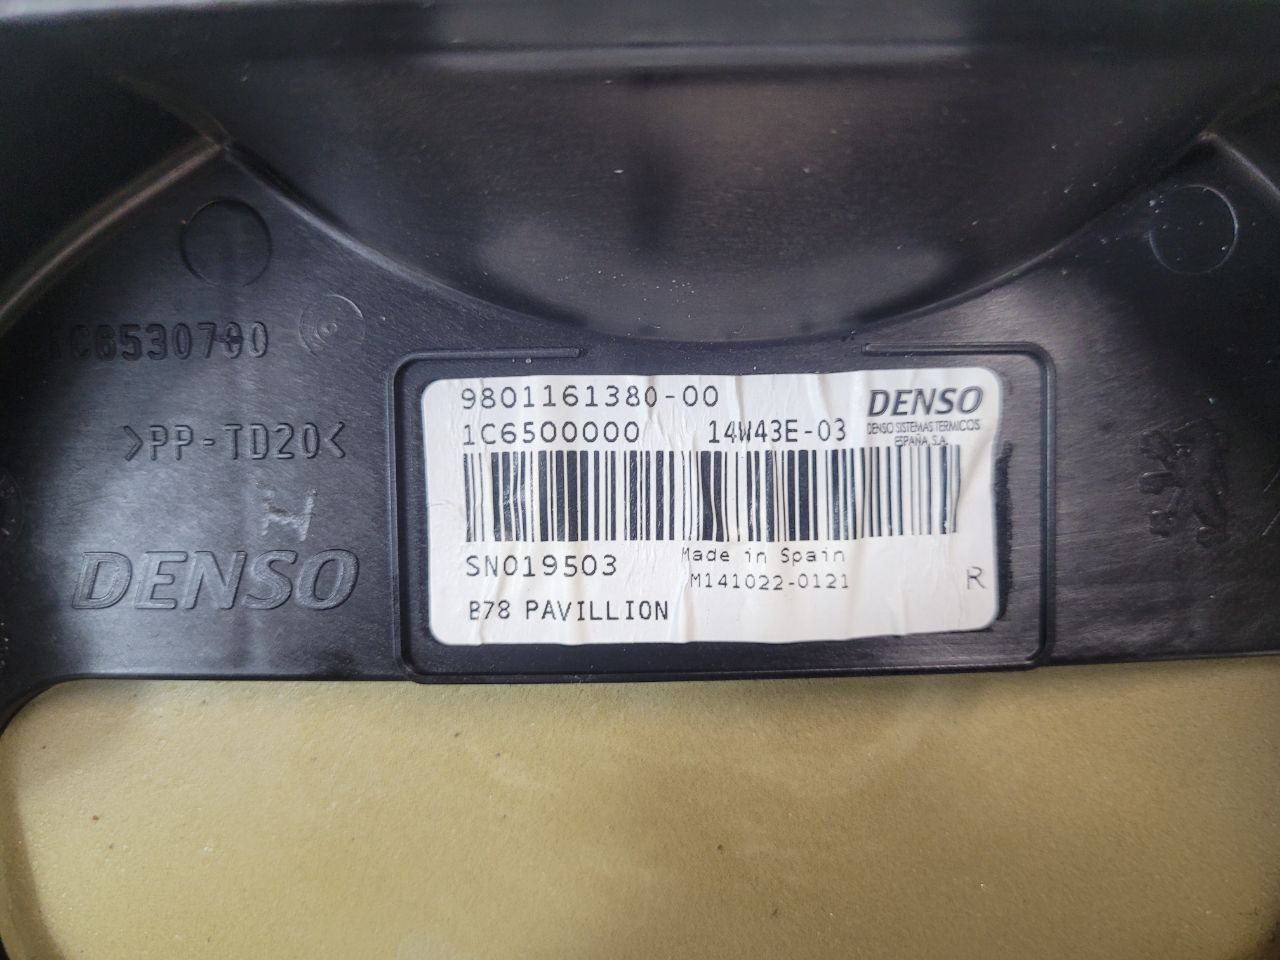 1C6530700
>PP-TD20<
N
DENSO
9801161380-00
DENSO
1C6500000 14W43E-03
DENSO SISTEMAS TERMICOS
ESPAÑA, S.A.
SN019503
Made in Spain
M141022-0121
R
B78 PAVILLION